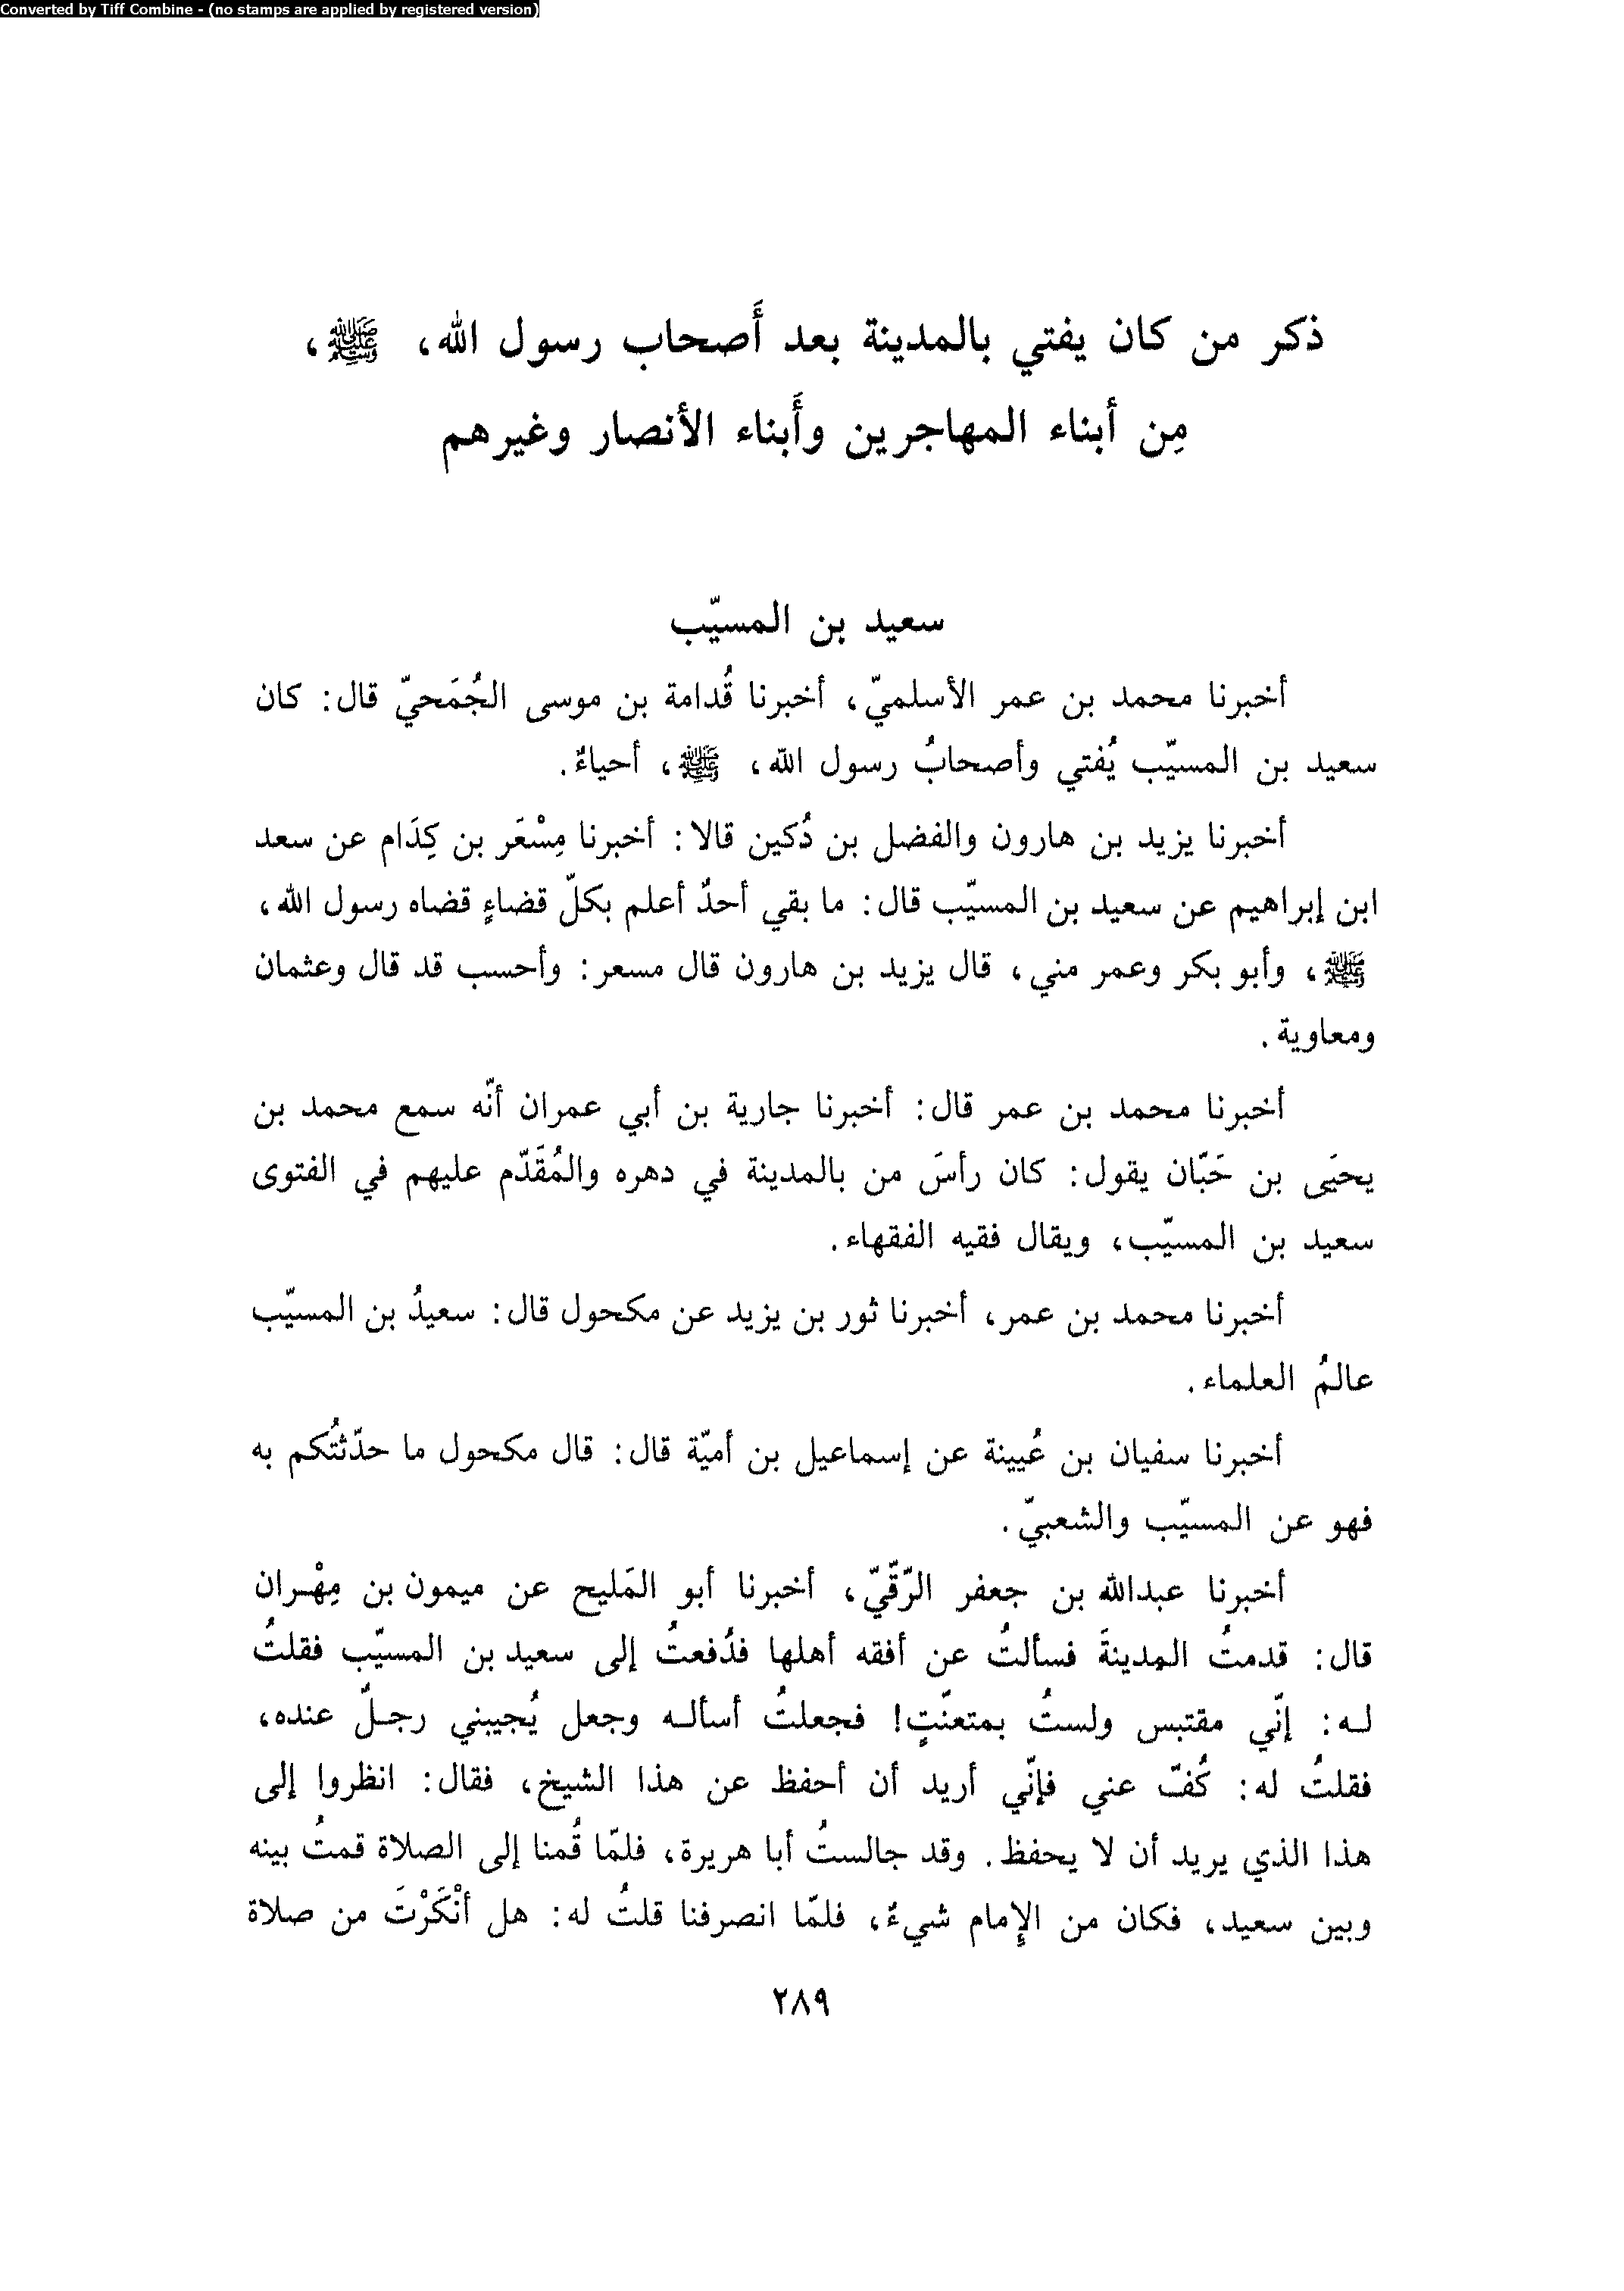 Converted by Tiff Combine - (no stamps are applied by registered version)
ذكر من كان يفتي بالمدينة بعد أَصحاب رسول الله، ﷺ،
مِن أبناء المهاجرين وأَبناء الأنصار وغيرهم
سعيد بن المسيّب
أخبرنا محمد بن عمر الأسلميّ، أخبرنا قُدامة بن موسى الجُمَحيّ قال: كان
سعيد بن المسيّب يُفتي وأصحابُ رسول الله، ﷺ، أحياءٌ.
أخبرنا يزيد بن هارون والفضل بن دُكين قالا: أخبرنا مِسْعَر بن كِدَام عن سعد
ابن إبراهيم عن سعيد بن المسيّب قال: ما بقي أحدٌ أعلم بكلّ قضاءٍ قضاه رسول الله،
ﷺ، وأبو بكر وعمر مني، قال يزيد بن هارون قال مسعر: وأحسب قد قال وعثمان
ومعاوية.
أخبرنا محمد بن عمر قال: أخبرنا جارية بن أبي عمران أنّه سمع محمد بن
يحيَى بن حَبّان يقول: كان رأسَ من بالمدينة في دهره والمُقَدّم عليهم في الفتوى
سعيد بن المسيّب، ويقال فقيه الفقهاء.
أخبرنا محمد بن عمر، أخبرنا ثور بن يزيد عن مكحول قال: سعيدُ بن المسيّب
عالمُ العلماء.
أخبرنا سفيان بن عُيينة عن إسماعيل بن أميّة قال: قال مكحول ما حدّثتُكم به
فهو عن المسيّب والشعبيّ.
أخبرنا عبدالله بن جعفر الرّقّيّ، أخبرنا أبو المَليح عن ميمون بن مِهْران
قال: قدمتُ المدينةَ فسألتُ عن أفقه أهلها فدُفعتُ إلى سعيد بن المسيّب فقلتُ
له: إنّي مقتبس ولستُ بمتعنّتٍ! فجعلتُ أسأله وجعل يُجيبني رجلٌ عنده،
فقلتُ له: كُفّ عني فإنّي أريد أن أحفظ عن هذا الشيخ، فقال: انظروا إلى
هذا الذي يريد أن لا يحفظ. وقد جالستُ أبا هريرة، فلمّا قُمنا إلى الصلاة قمتُ بينه
وبين سعيد، فكان من الإِمام شيءٌ، فلمّا انصرفنا قلتُ له: هل أنْكَرْتَ من صلاة
٢٨٩